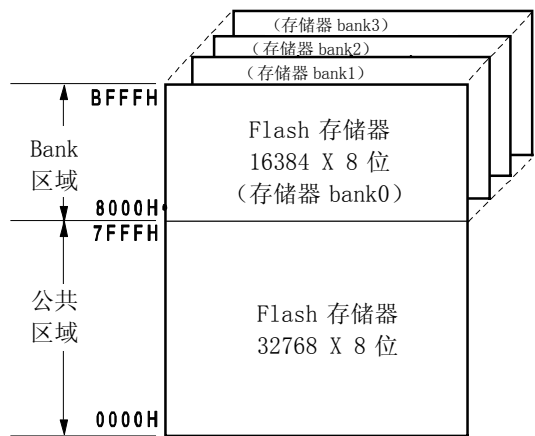 (存储器 bank3)
(存储器 bank2)
(存储器 bank1)
BFFFH
Flash 存储器
16384 X 8 位
(存储器 bank0)
Bank
区域
8000H
7FFFH
公共
区域
Flash 存储器
32768 X 8 位
0000H